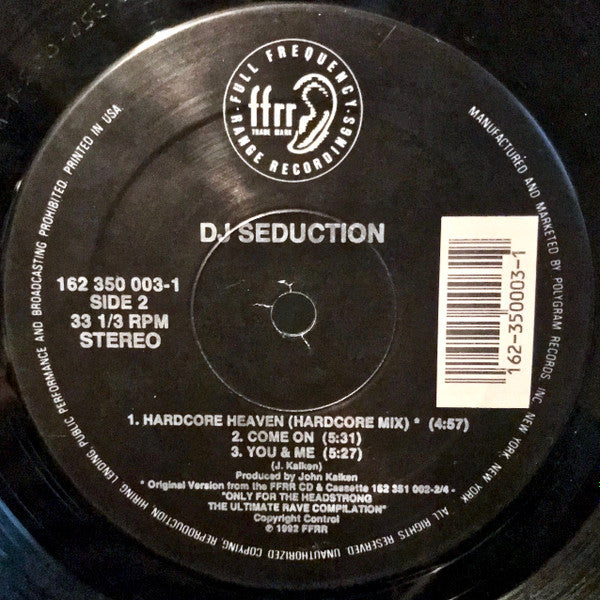 FULL FREQUENCY
ffrr
TRADE MARK
RANGE RECORDINGS
DJ SEDUCTION
162 350 003-1
SIDE 2
33 1/3 RPM
STEREO
162-350003-1
1. HARDCORE HEAVEN (HARDCORE MIX) * (4:57)
2. COME ON (5:31)
3. YOU & ME (5:27)
(J. Kalken)
Produced by John Kalken
* Original Version from the FFRR CD & Cassette 162 351 002-2/4 -
"ONLY FOR THE HEADSTRONG
THE ULTIMATE RAVE COMPILATION"
Copyright Control
℗ 1992 FFRR
MANUFACTURED AND MARKETED BY POLYGRAM RECORDS INC. NEW YORK, NEW YORK. ALL RIGHTS RESERVED. UNAUTHORIZED COPYING, REPRODUCTION, HIRING, LENDING, PUBLIC PERFORMANCE AND BROADCASTING PROHIBITED. PRINTED IN USA.